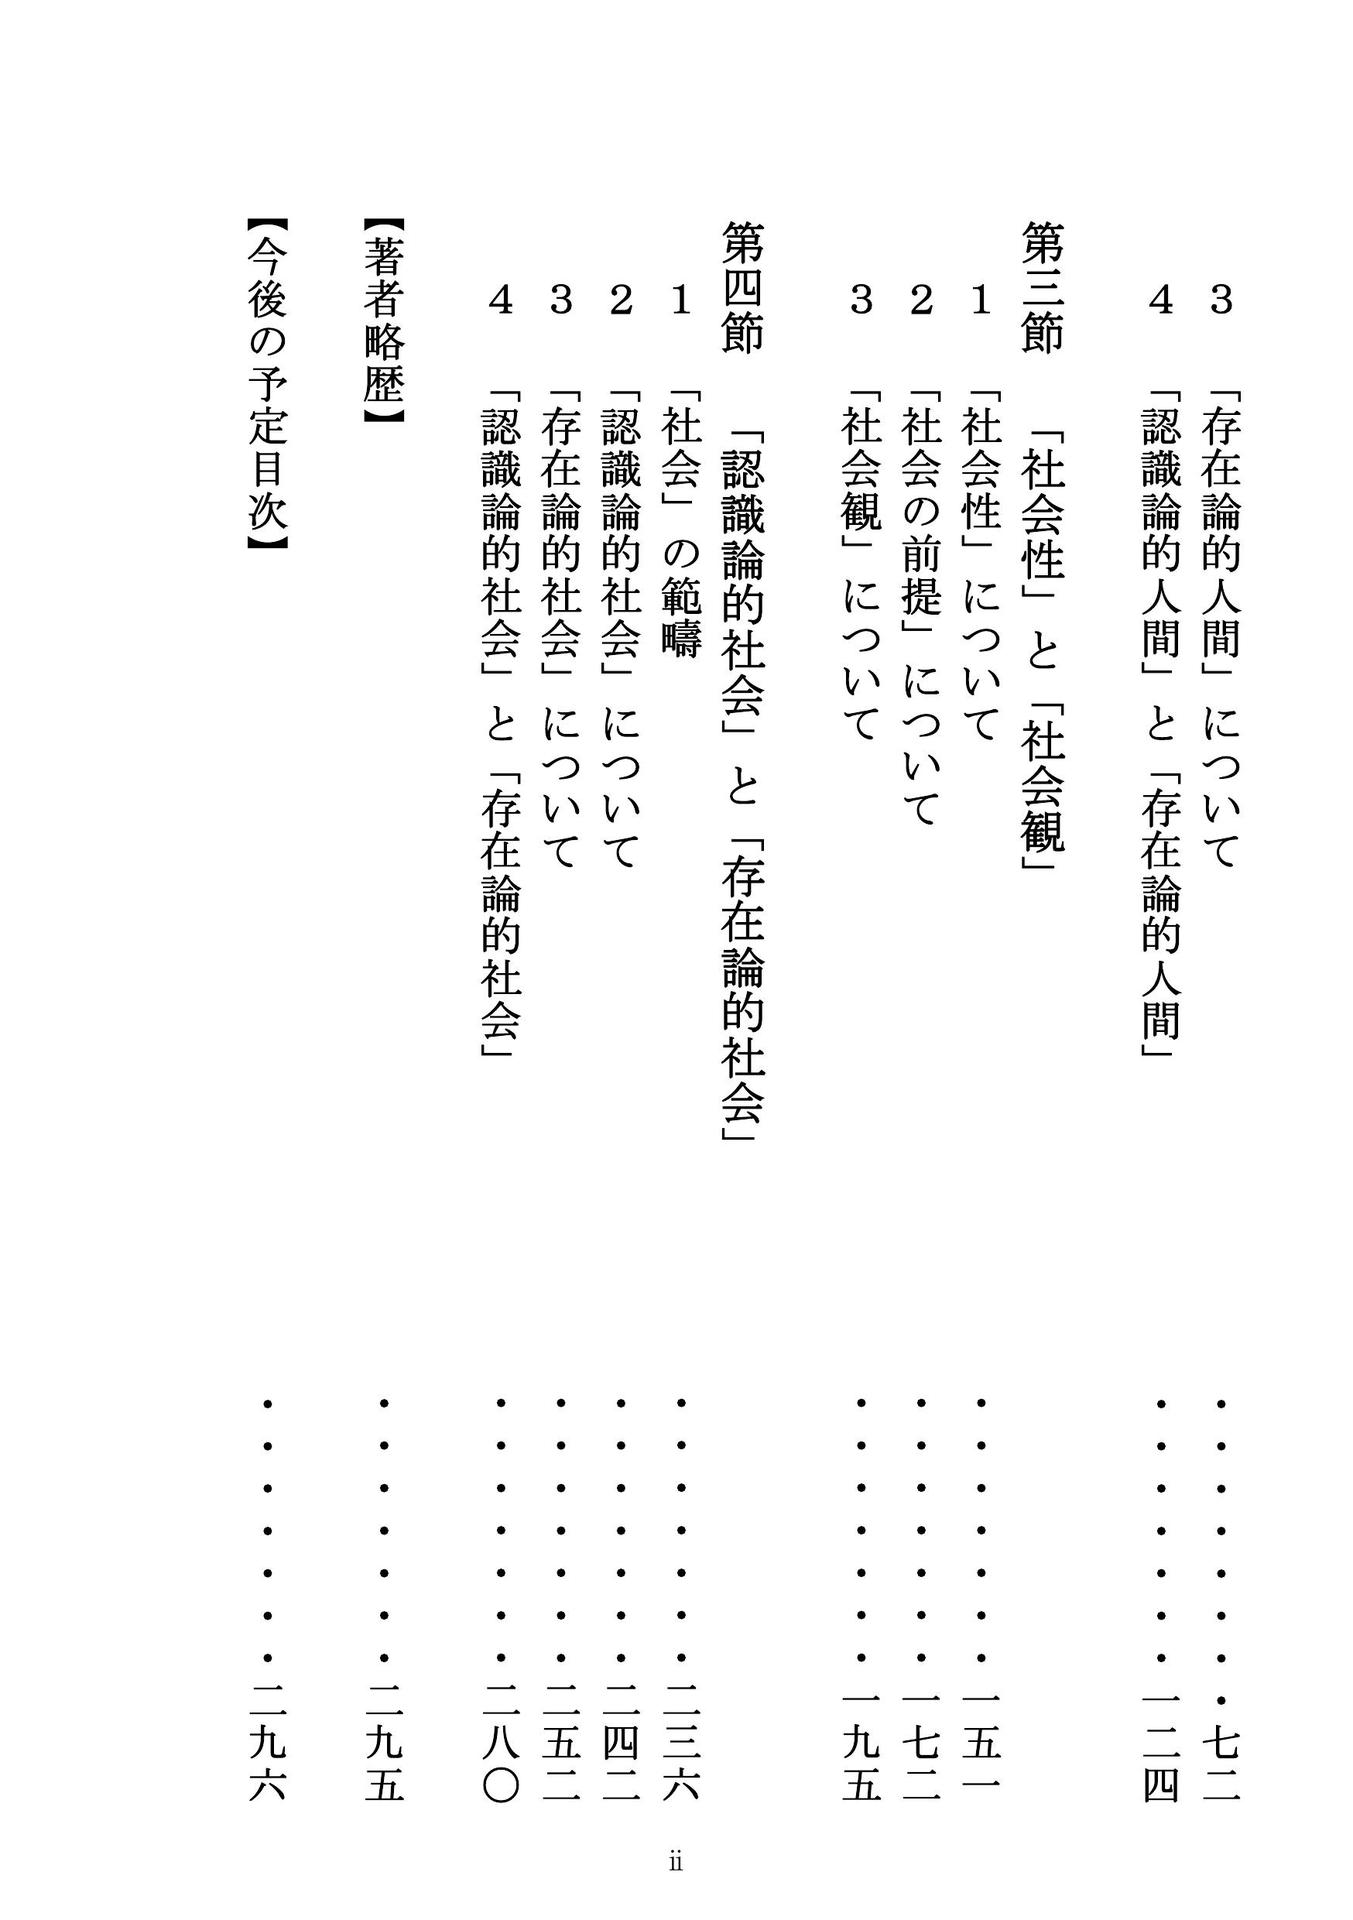 3 「存在論的人間」について ・・・・・・・・七二
4 「認識論的人間」と「存在論的人間」 ・・・・・・・一二四
第三節 「社会性」と「社会観」
1 「社会性」について ・・・・・・・一五一
2 「社会の前提」について ・・・・・・・一七二
3 「社会観」について ・・・・・・・一九五
第四節 「認識論的社会」と「存在論的社会」
1 「社会」の範疇 ・・・・・・・二三六
2 「認識論的社会」について ・・・・・・・二四二
3 「存在論的社会」について ・・・・・・・二五二
4 「認識論的社会」と「存在論的社会」 ・・・・・・・二八〇
【著者略歴】 ・・・・・・・二九五
【今後の予定目次】 ・・・・・・・二九六
ii